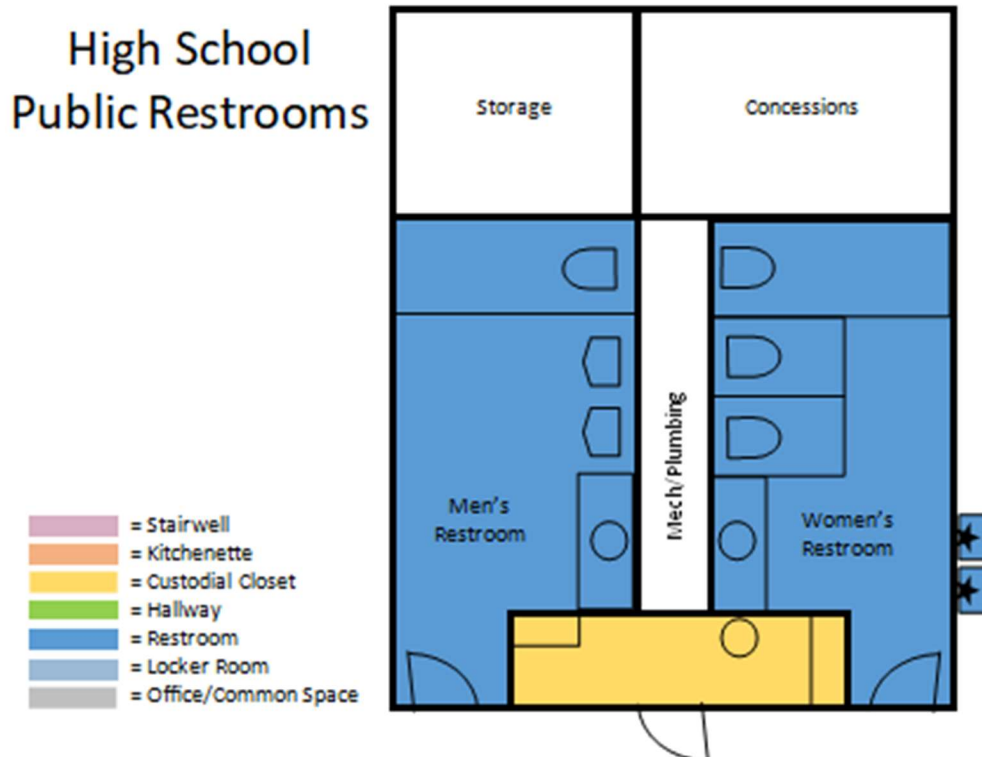 High School
Public Restrooms
Storage
Concessions
Mech/Plumbing
Men's
Restroom
Women's
Restroom
= Stairwell
= Kitchenette
= Custodial Closet
= Hallway
= Restroom
= Locker Room
= Office/Common Space